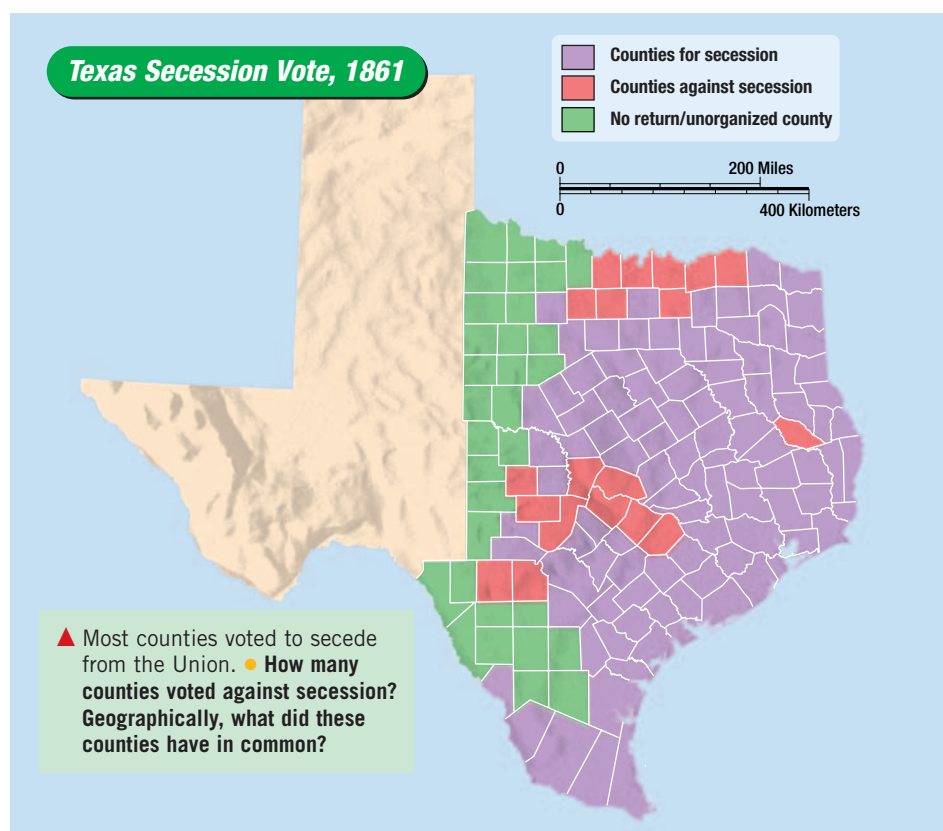 Texas Secession Vote, 1861
Counties for secession
Counties against secession
No return/unorganized county
0 200 Miles
0 400 Kilometers
▲ Most counties voted to secede
from the Union. ● How many
counties voted against secession?
Geographically, what did these
counties have in common?